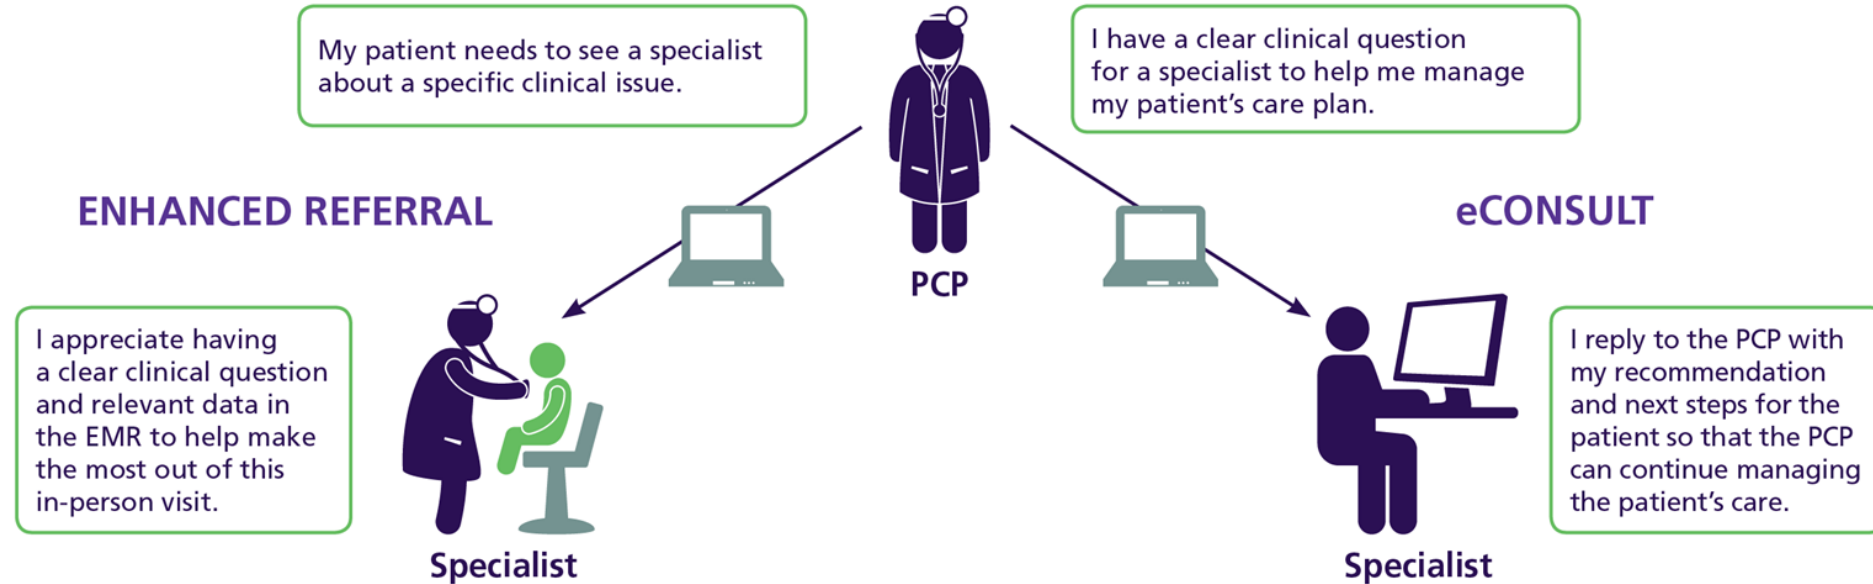 My patient needs to see a specialist
about a specific clinical issue.
I have a clear clinical question
for a specialist to help me manage
my patient’s care plan.
ENHANCED REFERRAL
eCONSULT
PCP
I appreciate having
a clear clinical question
and relevant data in
the EMR to help make
the most out of this
in-person visit.
I reply to the PCP with
my recommendation
and next steps for the
patient so that the PCP
can continue managing
the patient’s care.
Specialist
Specialist